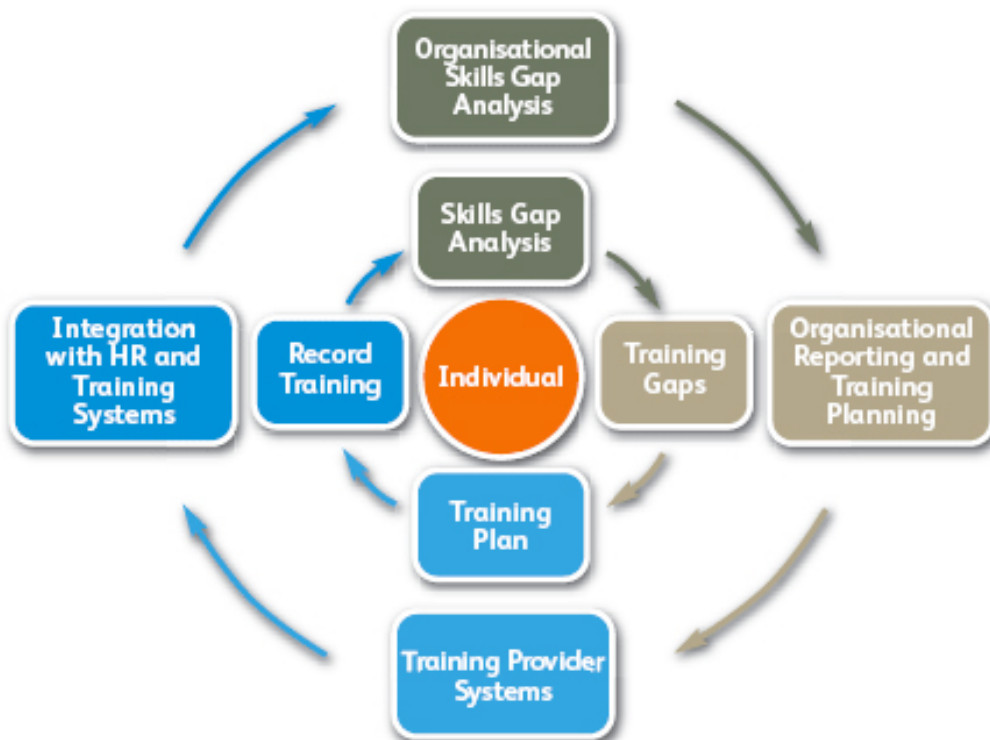 Organisational
Skills Gap
Analysis
Skills Gap
Analysis
Integration
with HR and
Training
Systems
Record
Training
Individual
Training
Gaps
Organisational
Reporting and
Training
Planning
Training
Plan
Training Provider
Systems